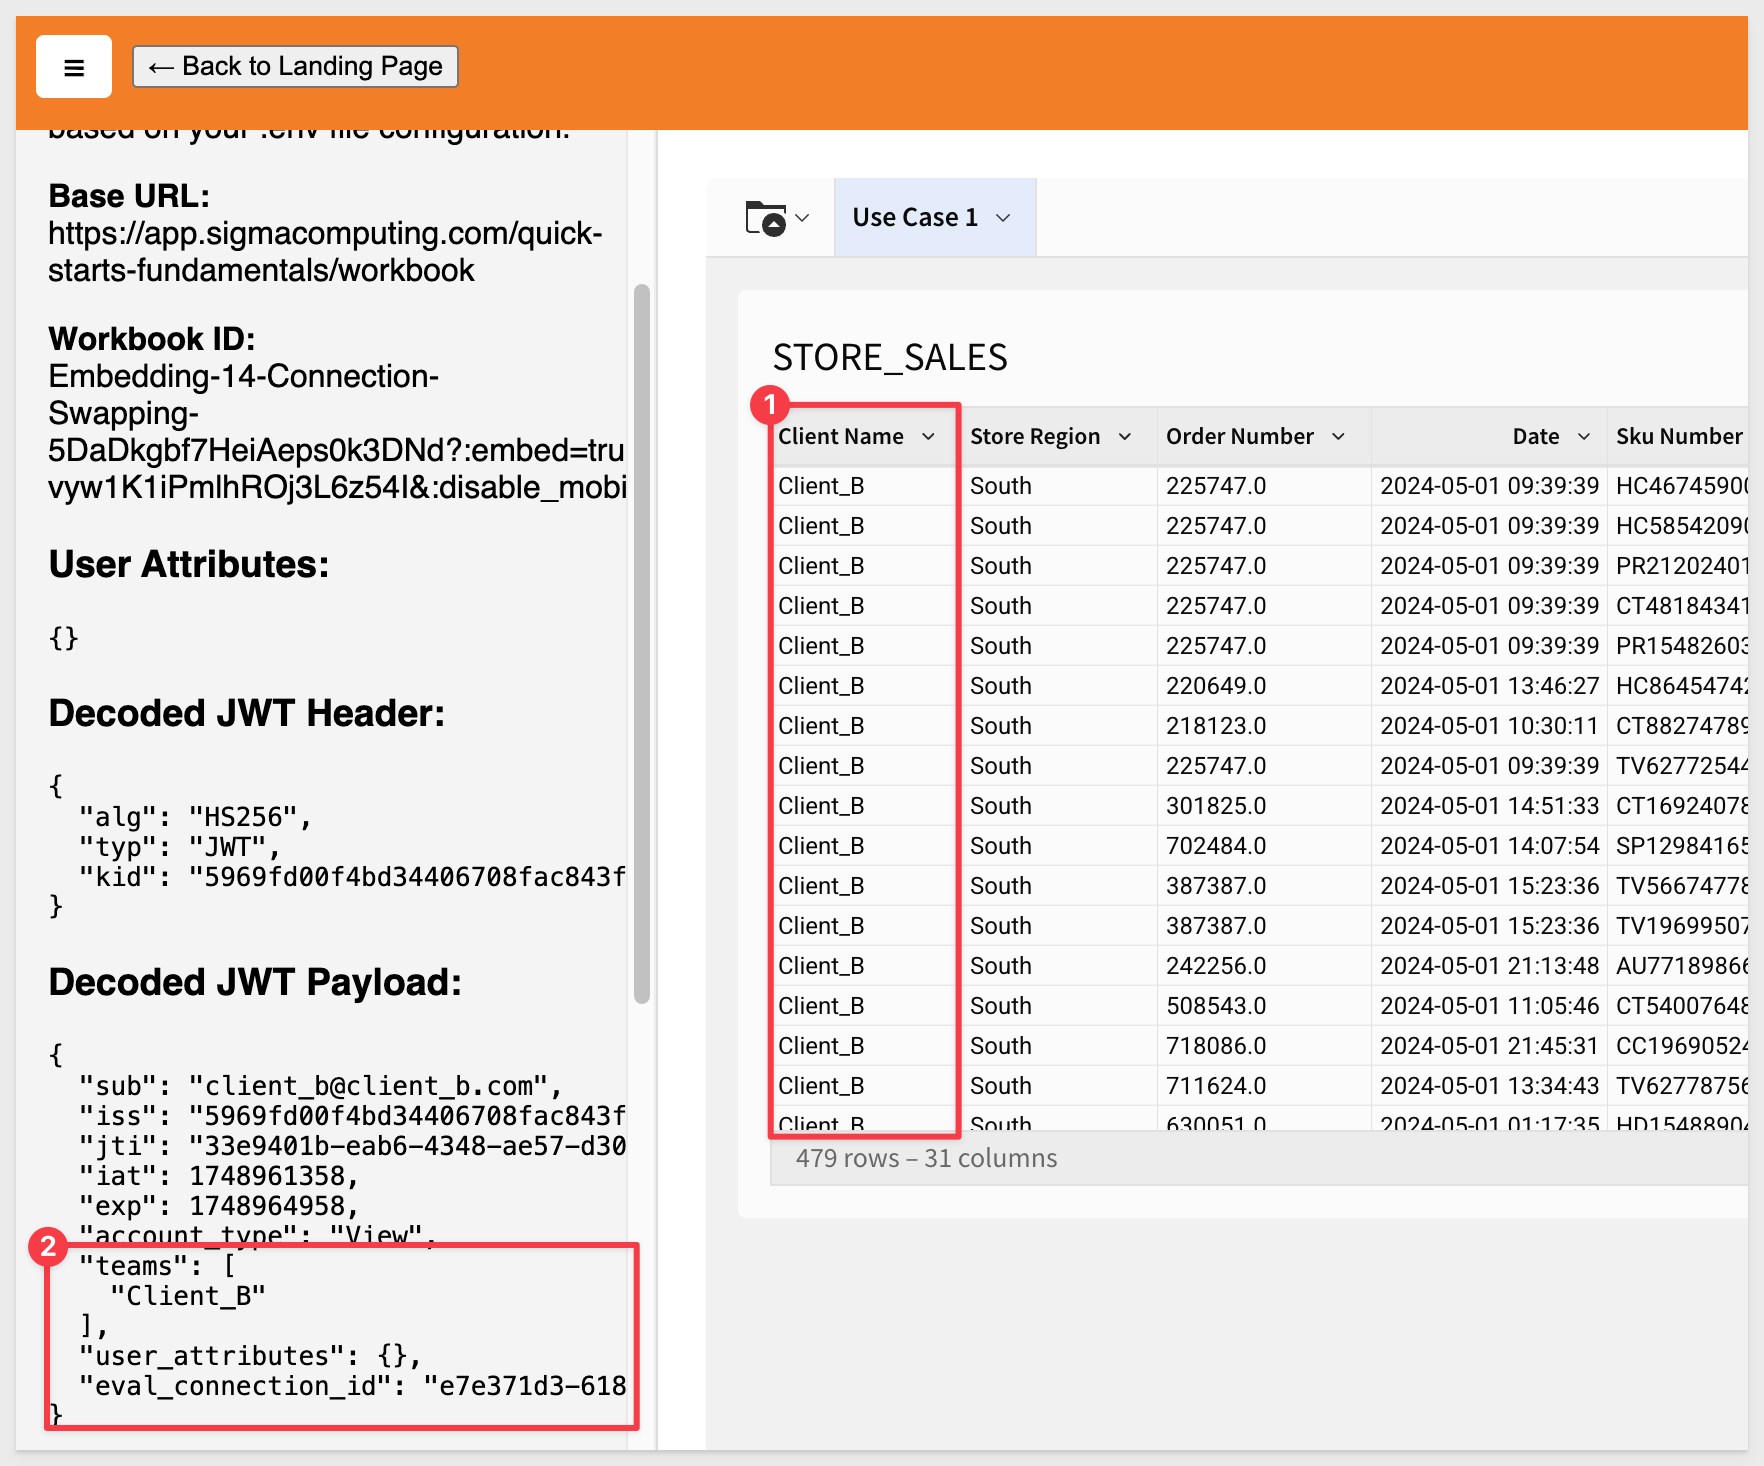 ≡
← Back to Landing Page
based on your .env file configuration.
Base URL:
https://app.sigmacomputing.com/quick-
starts-fundamentals/workbook
Workbook ID:
Embedding-14-Connection-
Swapping-
5DaDkgbf7HeiAeps0k3DNd?:embed=tru
vyw1K1iPmlhROj3L6z54I&:disable_mobi
User Attributes:
{}
Decoded JWT Header:
{
"alg": "HS256",
"typ": "JWT",
"kid": "5969fd00f4bd34406708fac843f
}
Decoded JWT Payload:
{
"sub": "client_b@client_b.com",
"iss": "5969fd00f4bd34406708fac843f
"jti": "33e9401b-eab6-4348-ae57-d30
"iat": 1748961358,
"exp": 1748964958,
"account_type": "View",
2
"teams": [
"Client_B"
],
"user_attributes": {},
"eval_connection_id": "e7e371d3-618
}
Use Case 1
STORE_SALES
1
Client Name Store Region Order Number Date Sku Number
Client_B South 225747.0 2024-05-01 09:39:39 HC46745900
Client_B South 225747.0 2024-05-01 09:39:39 HC58542090
Client_B South 225747.0 2024-05-01 09:39:39 PR21202401
Client_B South 225747.0 2024-05-01 09:39:39 CT48184341
Client_B South 225747.0 2024-05-01 09:39:39 PR15482603
Client_B South 220649.0 2024-05-01 13:46:27 HC86454742
Client_B South 218123.0 2024-05-01 10:30:11 CT88274789
Client_B South 225747.0 2024-05-01 09:39:39 TV62772544
Client_B South 301825.0 2024-05-01 14:51:33 CT16924078
Client_B South 702484.0 2024-05-01 14:07:54 SP12984165
Client_B South 387387.0 2024-05-01 15:23:36 TV56674778
Client_B South 387387.0 2024-05-01 15:23:36 TV19699507
Client_B South 242256.0 2024-05-01 21:13:48 AU77189866
Client_B South 508543.0 2024-05-01 11:05:46 CT54007648
Client_B South 718086.0 2024-05-01 21:45:31 CC19690524
Client_B South 711624.0 2024-05-01 13:34:43 TV62778756
Client_B South 630051.0 2024-05-01 01:17:35 HD15488904
479 rows – 31 columns